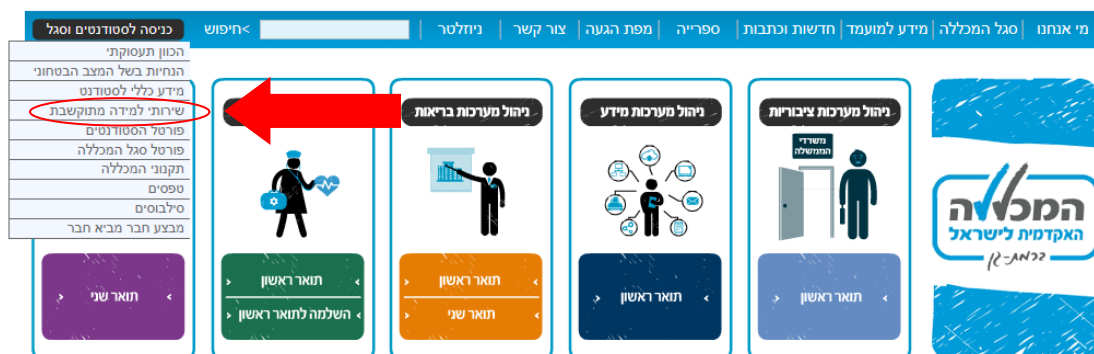 מי אנחנו | סגל המכללה | מידע למועמד | חדשות וכתבות | ספרייה | מפת הגעה | צור קשר | ניוזלטר | חיפוש> כניסה לסטודנטים וסגל
הכוון תעסוקתי
הנחיות בשל המצב הבטחוני
מידע כללי לסטודנט
שירותי למידה מתוקשבת
פורטל הסטודנטים
פורטל סגל המכללה
תקנוני המכללה
טפסים
סילבוסים
מבצע חבר מביא חבר
ניהול מערכות ציבוריות
משרדי
הממשלה
תואר ראשון
ניהול מערכות מידע
תואר ראשון
ניהול מערכות בריאות
תואר ראשון
תואר שני
תואר ראשון
השלמה לתואר ראשון
תואר שני
המכללה
האקדמית לישראל
ברמת-גן